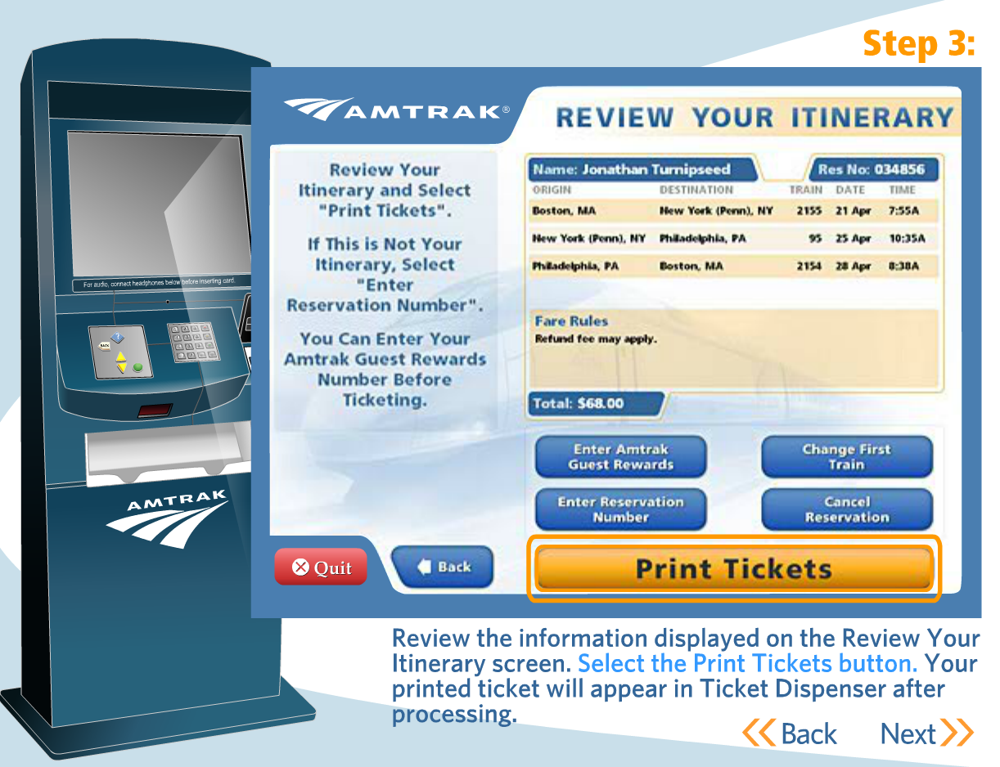 Step 3:
AMTRAK®
REVIEW YOUR ITINERARY
Review Your
Itinerary and Select
"Print Tickets".
If This is Not Your
Itinerary, Select
"Enter
Reservation Number".
You Can Enter Your
Amtrak Guest Rewards
Number Before
Ticketing.
Name: Jonathan Turnipseed Res No: 034856
ORIGIN DESTINATION TRAIN DATE TIME
Boston, MA New York (Penn), NY 2155 21 Apr 7:55A
New York (Penn), NY Philadelphia, PA 95 25 Apr 10:35A
Philadelphia, PA Boston, MA 2154 28 Apr 8:38A
Fare Rules
Refund fee may apply.
Total: $68.00
Enter Amtrak
Guest Rewards
Change First
Train
Enter Reservation
Number
Cancel
Reservation
Quit
Back
Print Tickets
For audio, connect headphones below before inserting card.
BACK
?
AMTRAK
Review the information displayed on the Review Your
Itinerary screen. Select the Print Tickets button. Your
printed ticket will appear in Ticket Dispenser after
processing.
Back Next